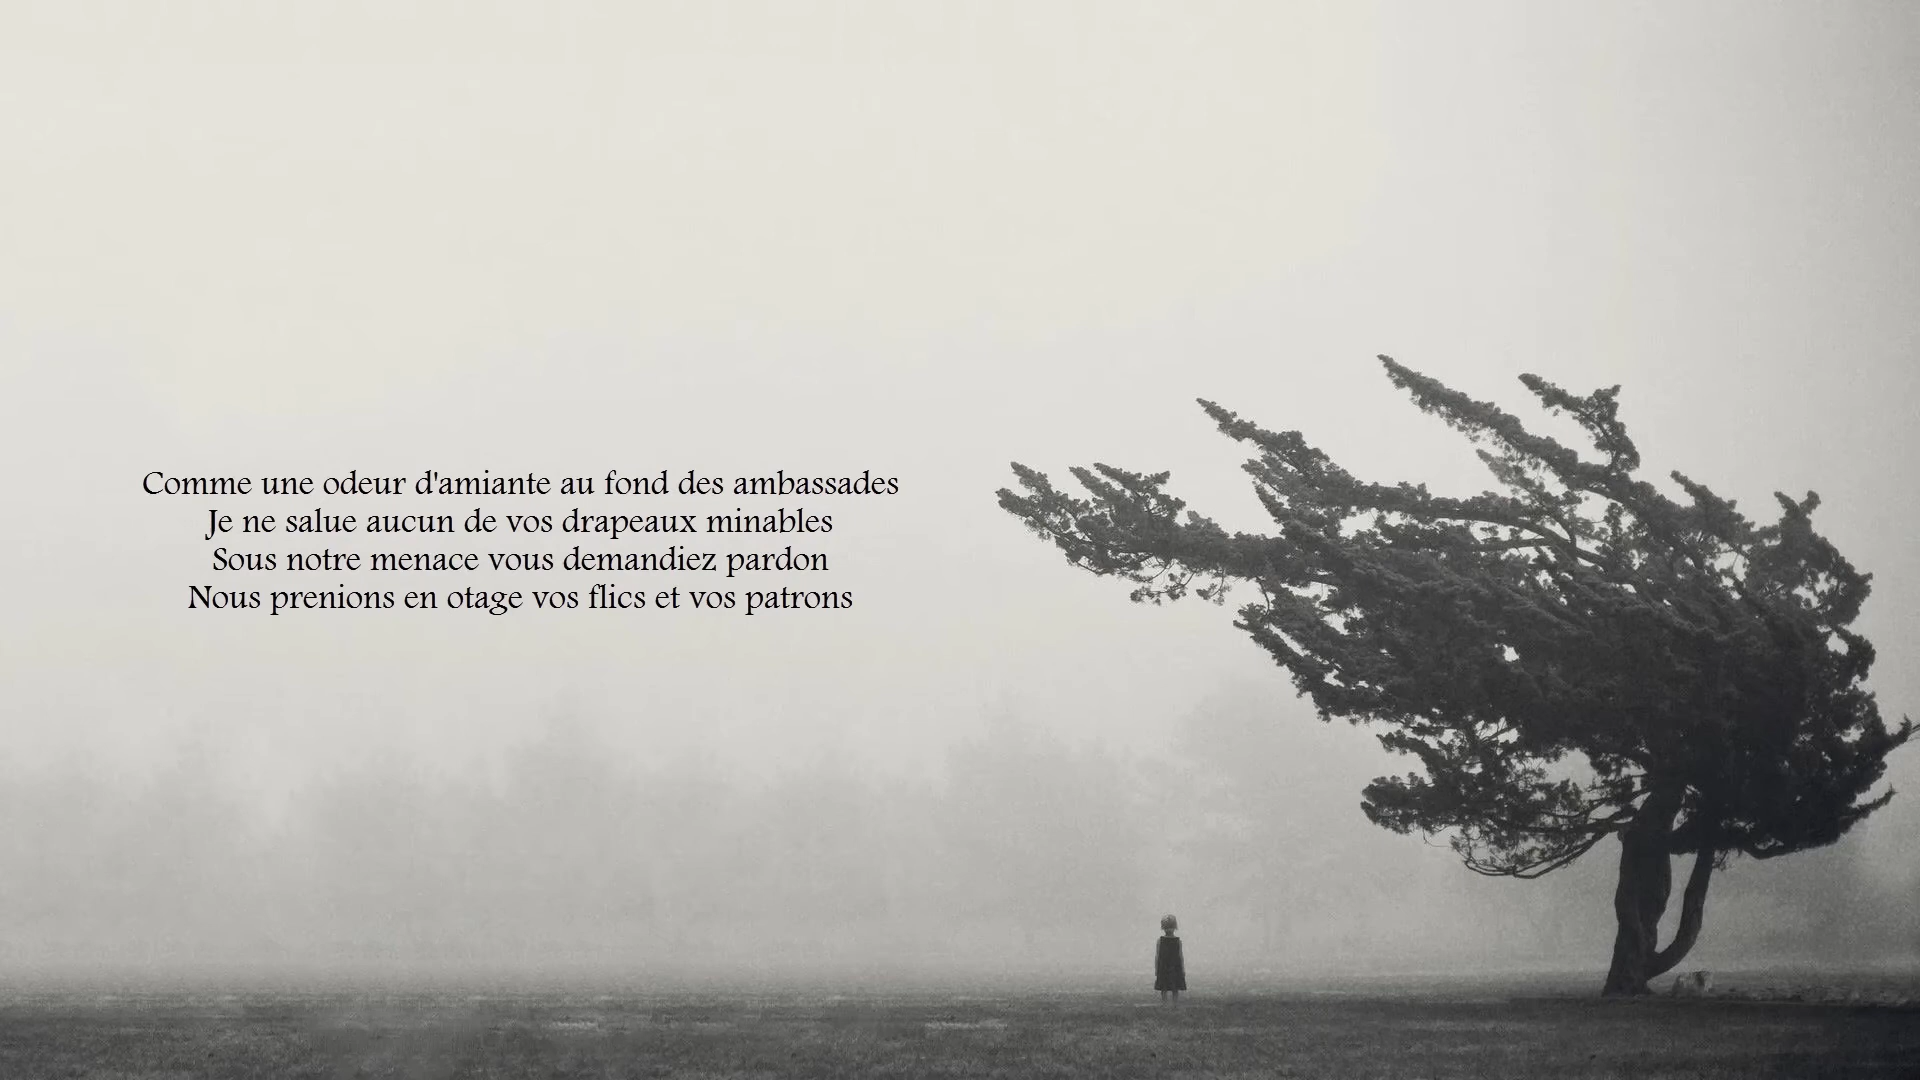 Comme une odeur d'amiante au fond des ambassades
Je ne salue aucun de vos drapeaux minables
Sous notre menace vous demandiez pardon
Nous prenions en otage vos flics et vos patrons